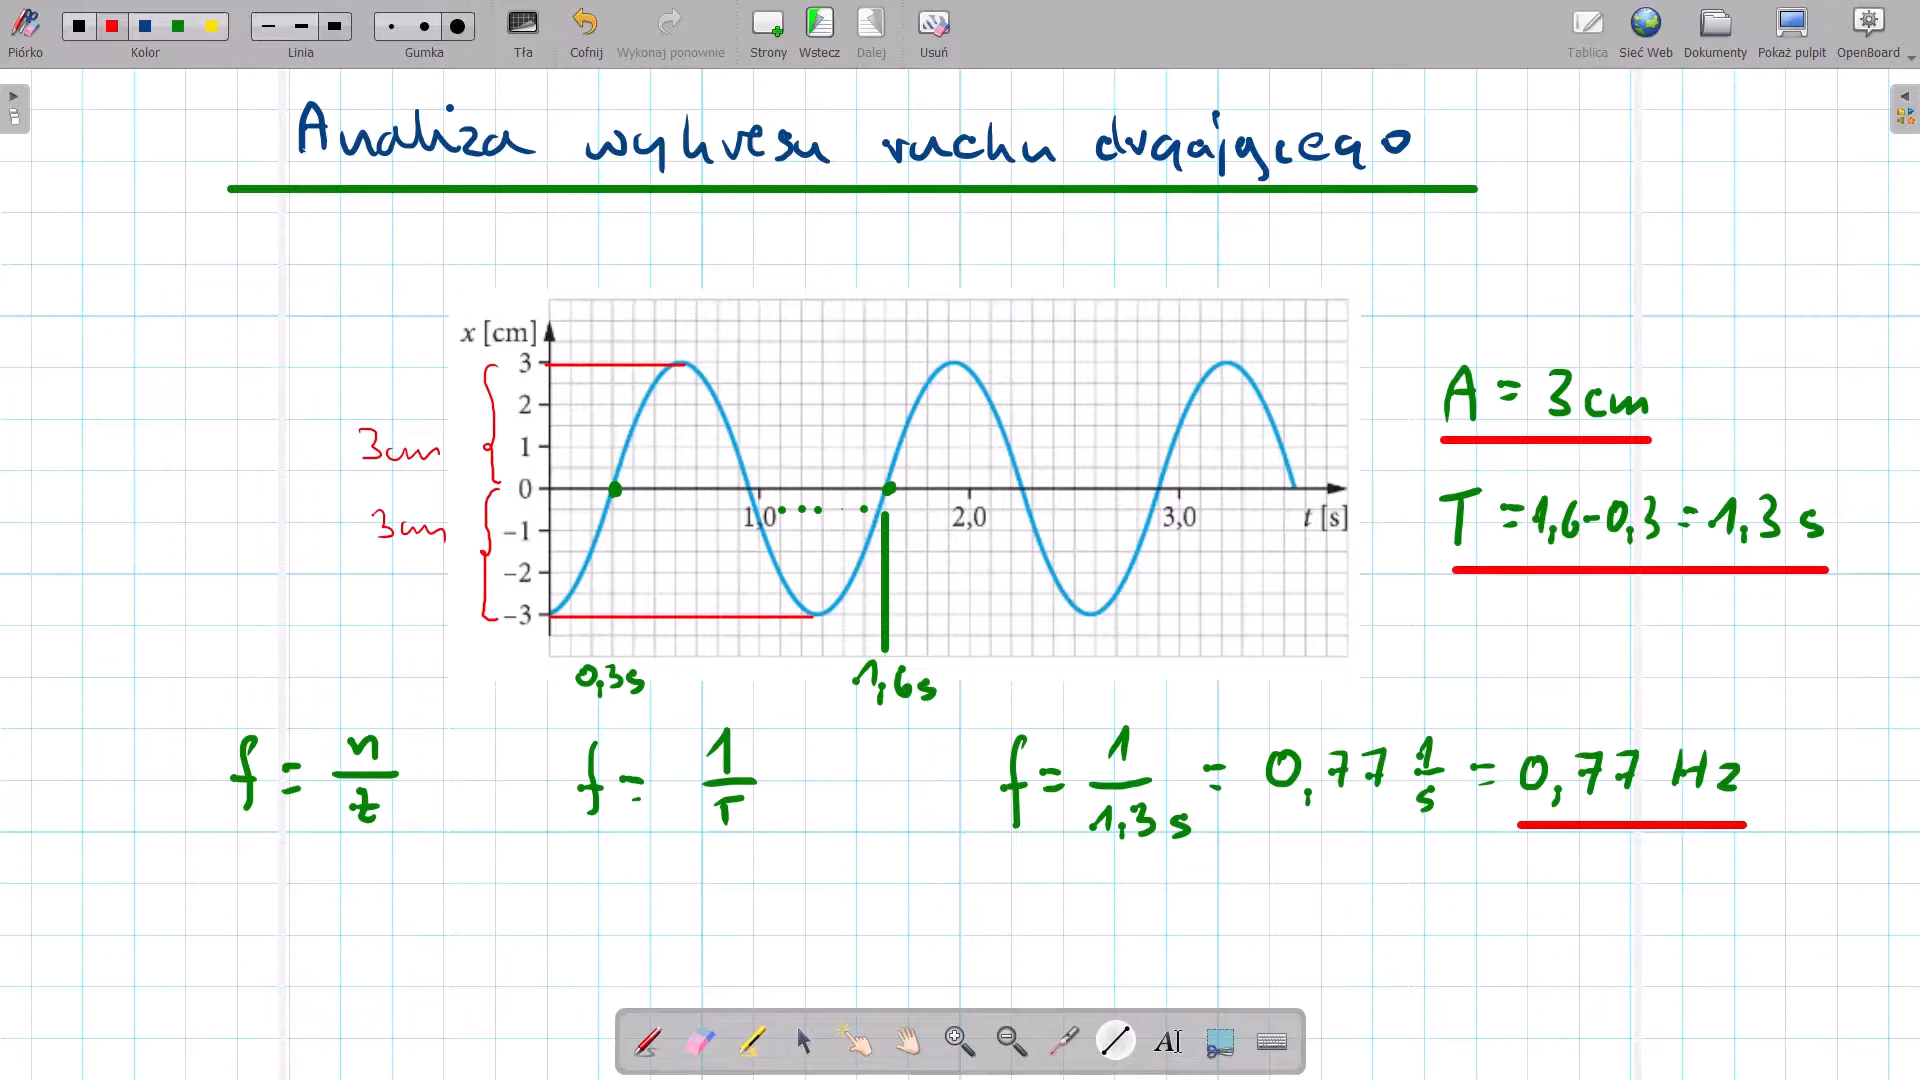 Piórko Kolor Linia Gumka Tła Cofnij Wykonaj ponownie Strony Wstecz Dalej Usuń Tablica Sieć Web Dokumenty Pokaż pulpit OpenBoard
Analiza wykresu ruchu drgającego
x [cm]
3
2
1
0
-1
-2
-3
1,0 2,0 3,0 t [s]
3cm
3cm
0,3s 1,6s
A = 3cm
T = 1,6-0,3 = 1,3 s
f = n/t f = 1/T f = 1/1,3s = 0,77 1/s = 0,77 Hz
AI